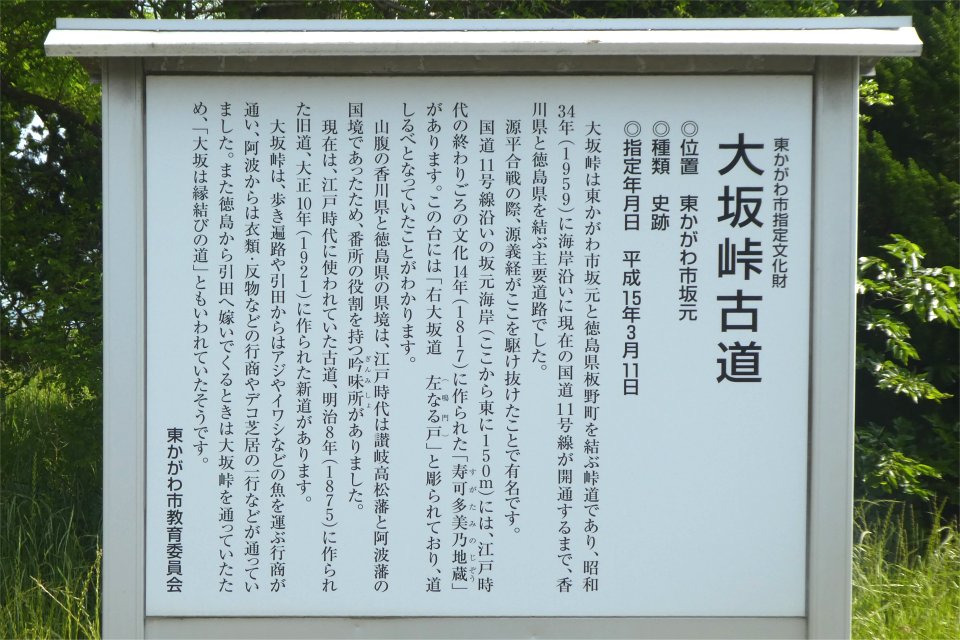 東かがわ市指定文化財
大坂峠古道
◎位置　東かがわ市坂元
◎種類　史跡
◎指定年月日　平成15年3月11日
大坂峠は東かがわ市坂元と徳島県板野町を結ぶ峠道であり、昭和
34年（1959）に海岸沿いに現在の国道11号線が開通するまで、香
川県と徳島県を結ぶ主要道路でした。
源平合戦の際、源義経がここを駆け抜けたことで有名です。
国道11号線沿いの坂元海岸（ここから東に150m）には、江戸時
代の終わりごろの文化14年（1817）に作られた「寿可多美乃地蔵」
すがたみのじぞう
があります。この台には「右大坂道　左なる戸」と彫られており、道
（鳴門）
しるべとなっていたことがわかります。
山腹の香川県と徳島県の県境は、江戸時代は讃岐高松藩と阿波藩の
国境であったため、番所の役割を持つ吟味所がありました。
ぎんみしょ
現在は、江戸時代に使われていた古道、明治8年（1875）に作られ
た旧道、大正10年（1921）に作られた新道があります。
大坂峠は、歩き遍路や引田からはアジやイワシなどの魚を運ぶ行商が
通い、阿波からは衣類・反物などの行商やデコ芝居の一行などが通ってい
ました。また徳島から引田へ嫁いでくるときは大坂峠を通っていたた
め、「大坂は縁結びの道」ともいわれていたそうです。
東かがわ市教育委員会